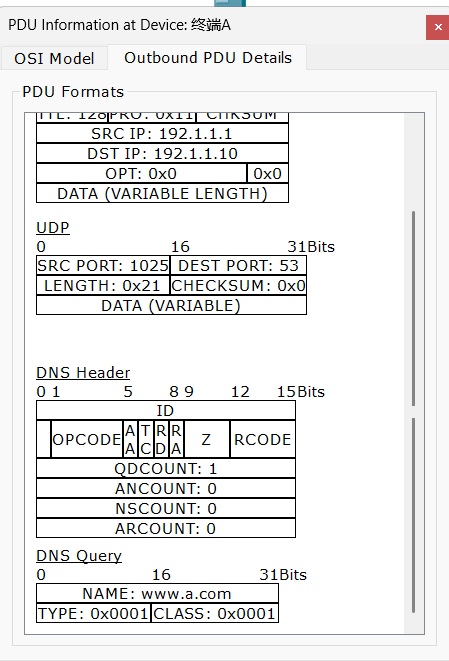 PDU Information at Device: 终端A
×
OSI Model Outbound PDU Details
PDU Formats
TTL: 128 PRO: 0x11 CHKSUM
SRC IP: 192.1.1.1
DST IP: 192.1.1.10
OPT: 0x0 0x0
DATA (VARIABLE LENGTH)
UDP
0 16 31Bits
SRC PORT: 1025 DEST PORT: 53
LENGTH: 0x21 CHECKSUM: 0x0
DATA (VARIABLE)
DNS Header
0 1 5 8 9 12 15Bits
ID
OPCODE AA TC RD RA Z RCODE
QDCOUNT: 1
ANCOUNT: 0
NSCOUNT: 0
ARCOUNT: 0
DNS Query
0 16 31Bits
NAME: www.a.com
TYPE: 0x0001 CLASS: 0x0001